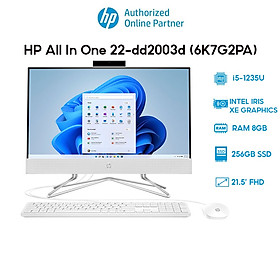 hp
Authorized
Online Partner
HP All In One 22-dd2003d (6K7G2PA)
i5-1235U
INTEL IRIS
XE GRAPHICS
RAM 8GB
256GB SSD
21.5' FHD